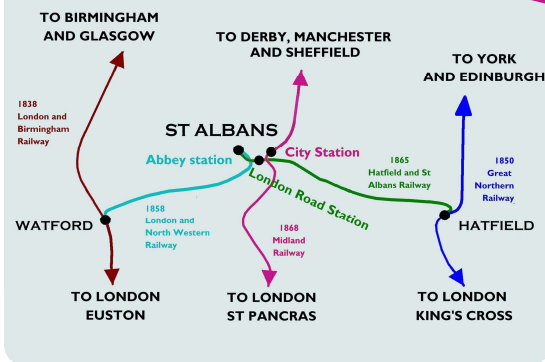 TO BIRMINGHAM
AND GLASGOW
TO DERBY, MANCHESTER
AND SHEFFIELD
TO YORK
AND EDINBURGH
1838
London and
Birmingham
Railway
ST ALBANS
Abbey station
City Station
London Road Station
1865
Hatfield and St
Albans Railway
1850
Great
Northern
Railway
WATFORD
1858
London and
North Western
Railway
1868
Midland
Railway
HATFIELD
TO LONDON
EUSTON
TO LONDON
ST PANCRAS
TO LONDON
KING'S CROSS